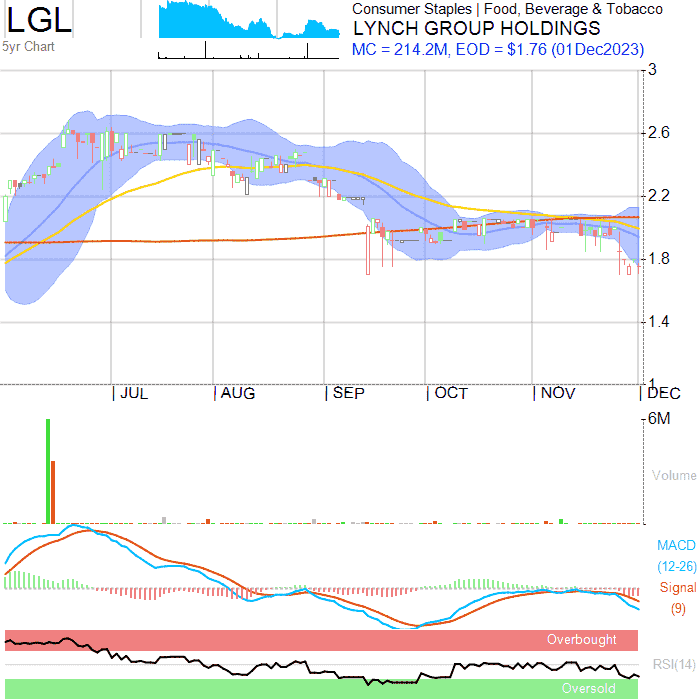 LGL
5yr Chart
Consumer Staples | Food, Beverage & Tobacco
LYNCH GROUP HOLDINGS
MC = 214.2M, EOD = $1.76 (01Dec2023)
3
2.6
2.2
1.8
1.4
1
| JUL | AUG | SEP | OCT | NOV | DEC
6M
Volume
MACD
(12-26)
Signal
(9)
Overbought
RSI(14)
Oversold